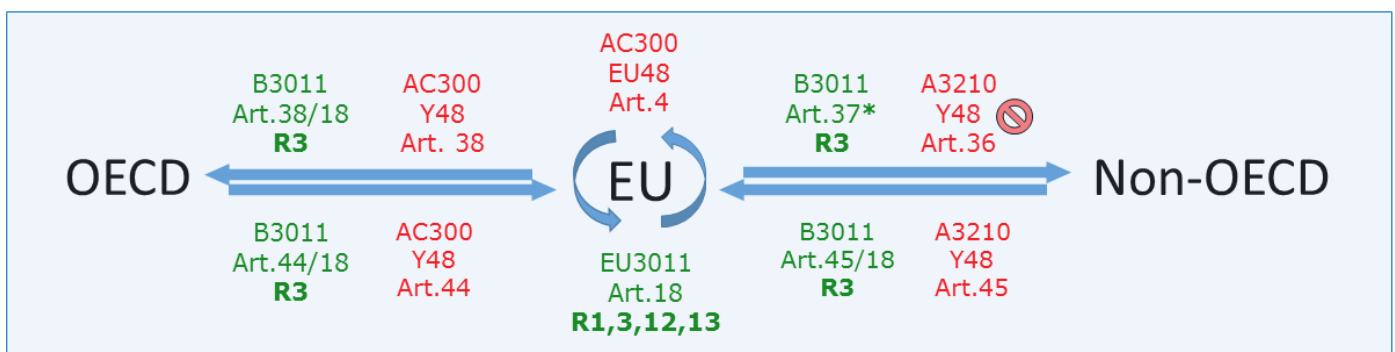 B3011
Art.38/18
R3
AC300
Y48
Art. 38
AC300
EU48
Art.4
B3011
Art.37*
R3
A3210
Y48
Art.36
OECD
EU
Non-OECD
B3011
Art.44/18
R3
AC300
Y48
Art.44
EU3011
Art.18
R1,3,12,13
B3011
Art.45/18
R3
A3210
Y48
Art.45